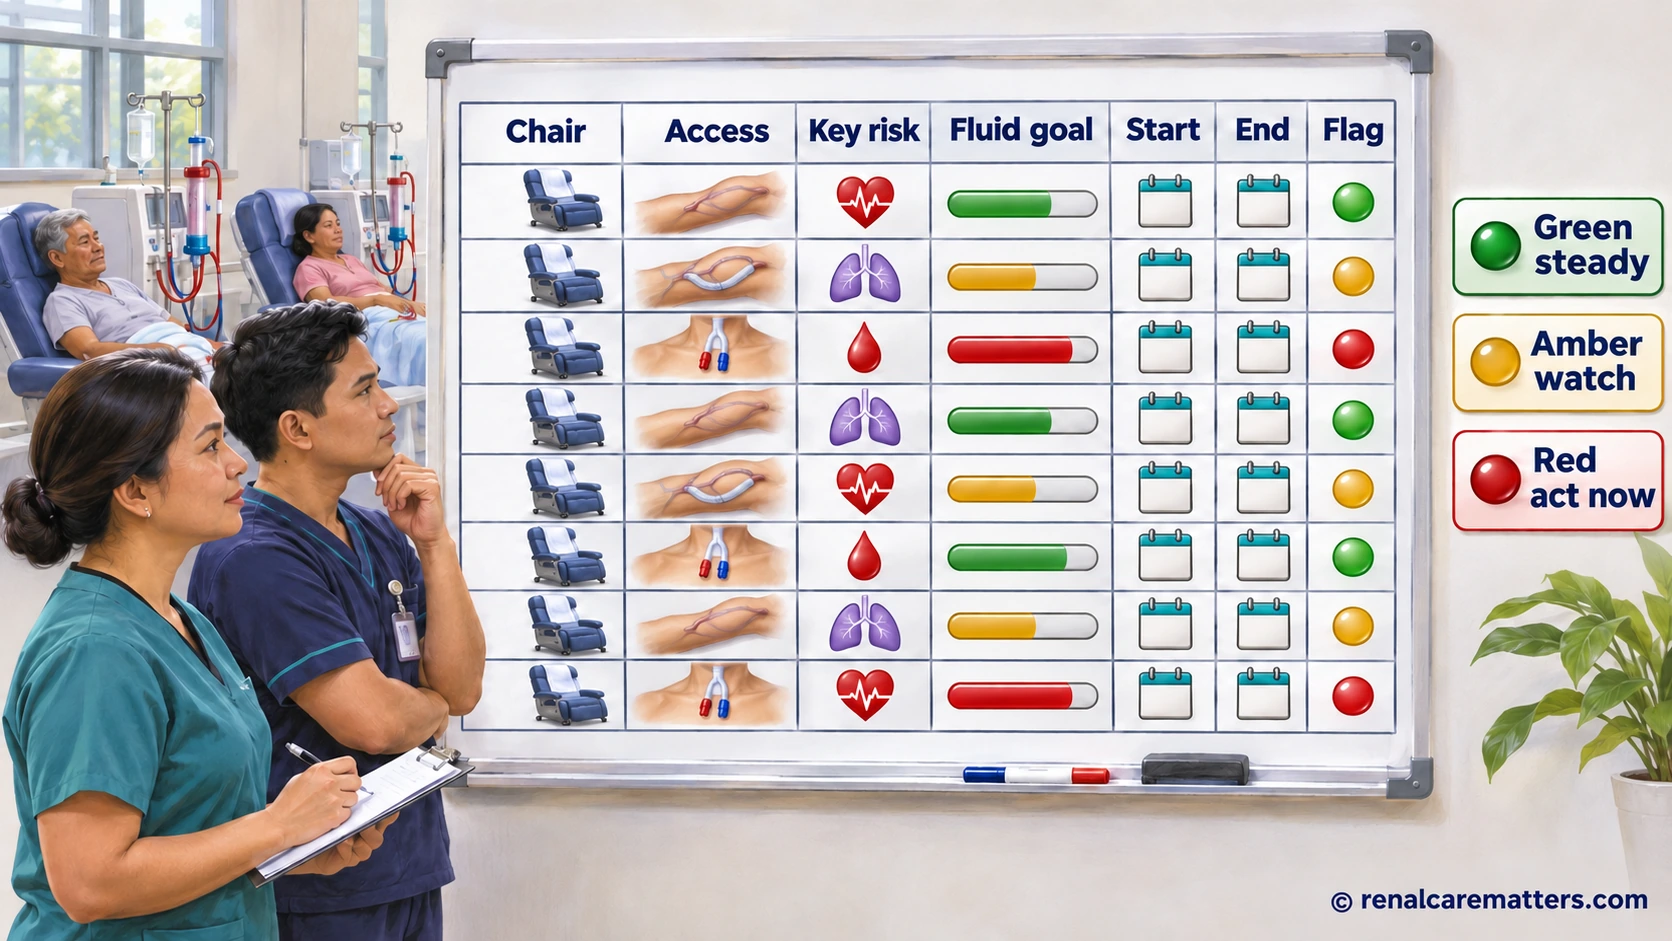 Chair Access Key risk Fluid goal Start End Flag
Green
steady
Amber
watch
Red
act now
© renalcarematters.com